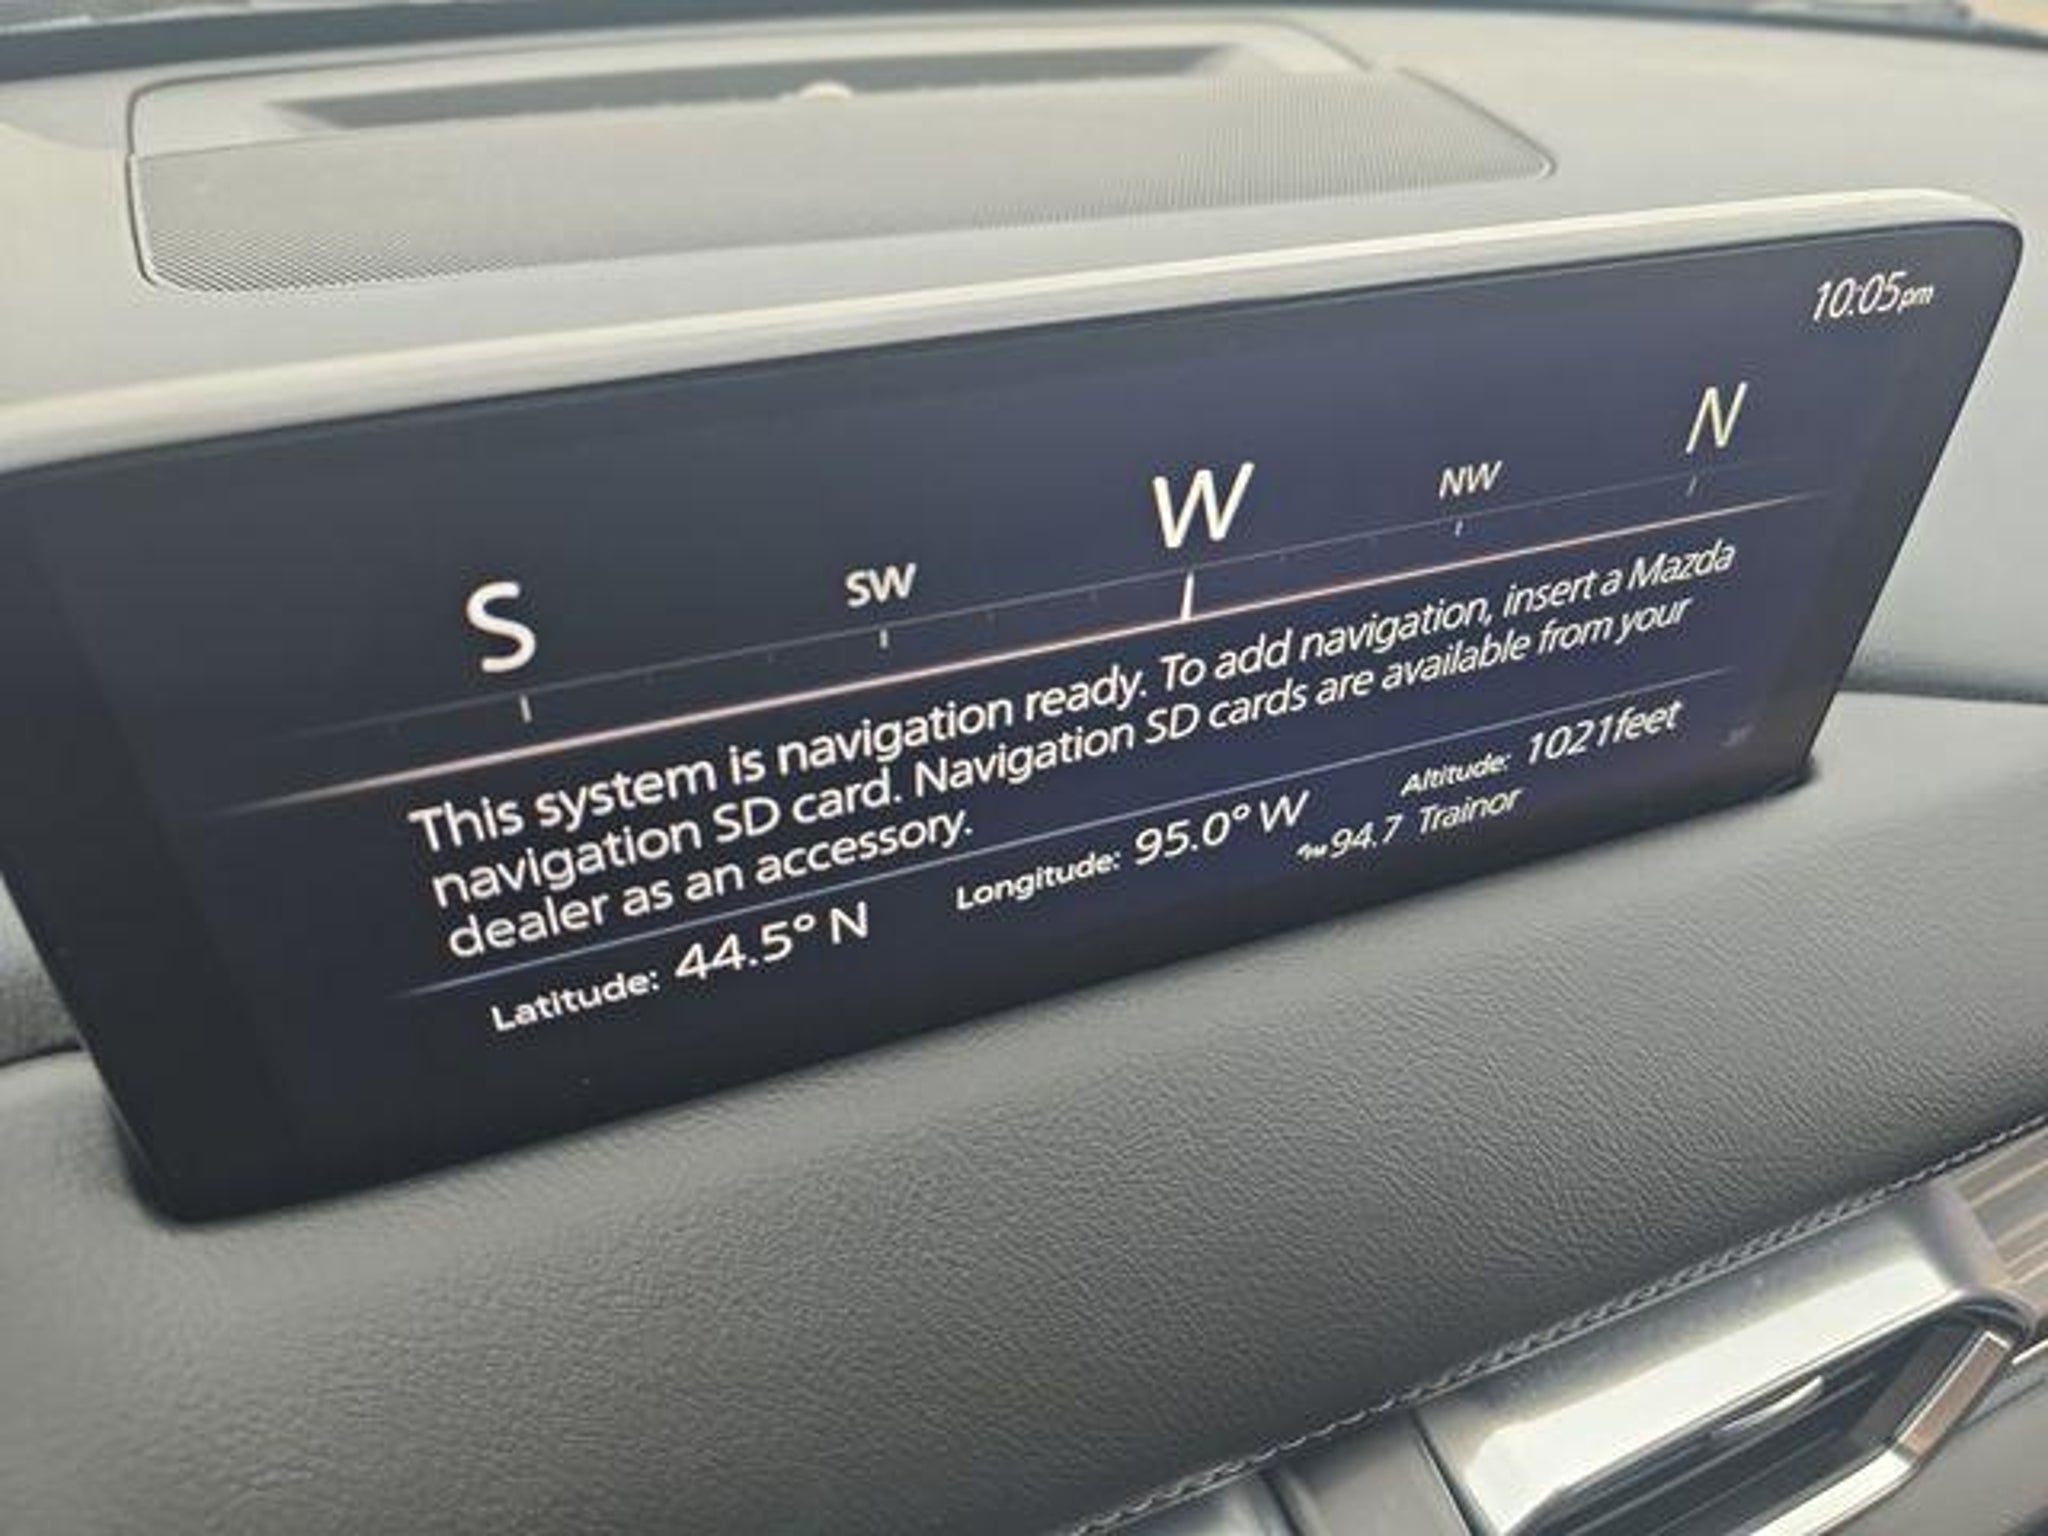 10:05pm
S SW W NW N
This system is navigation ready. To add navigation, insert a Mazda
navigation SD card. Navigation SD cards are available from your
dealer as an accessory.
Latitude: 44.5° N Longitude: 95.0° W Altitude: 1021feet
94.7 Trainor